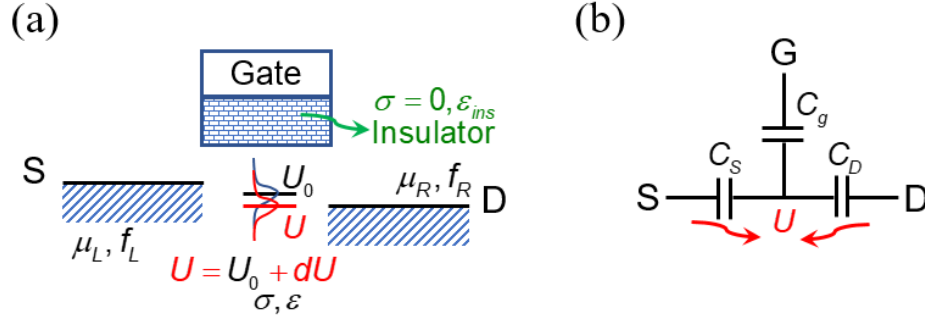 (a)
Gate
σ = 0, ε_ins
Insulator
S
U_0
μ_R, f_R
D
U
μ_L, f_L
U = U_0 + dU
σ, ε
(b)
G
C_g
C_S
C_D
S
U
D